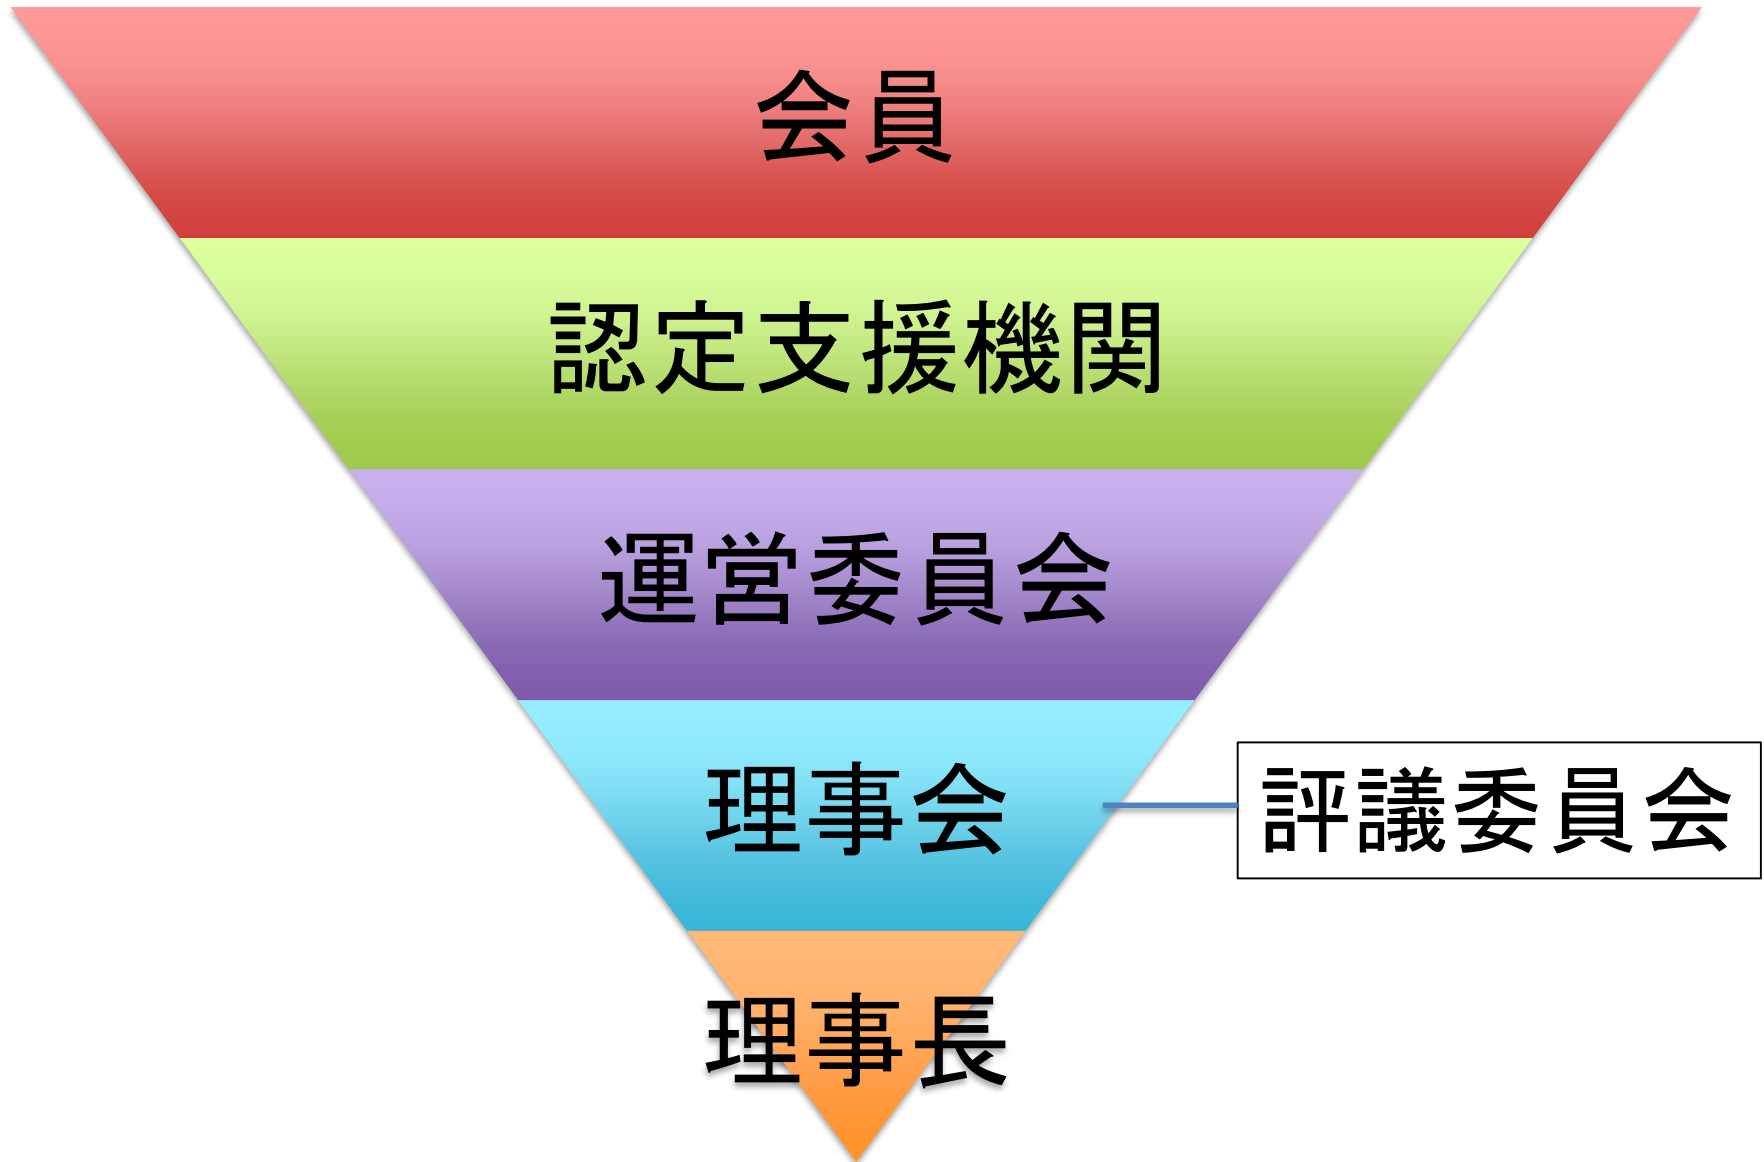 会員
認定支援機関
運営委員会
理事会
評議委員会
理事長